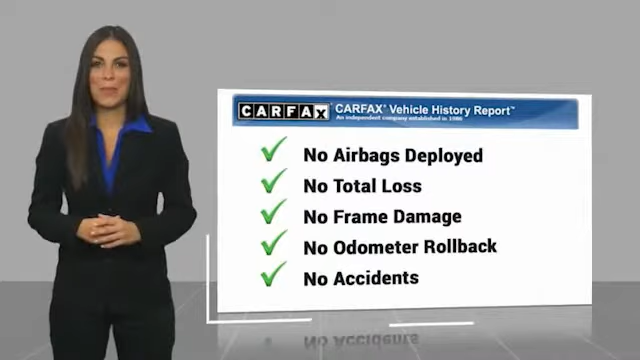 CARFAX CARFAX® Vehicle History Report™
An independent company established in 1986
No Airbags Deployed
No Total Loss
No Frame Damage
No Odometer Rollback
No Accidents